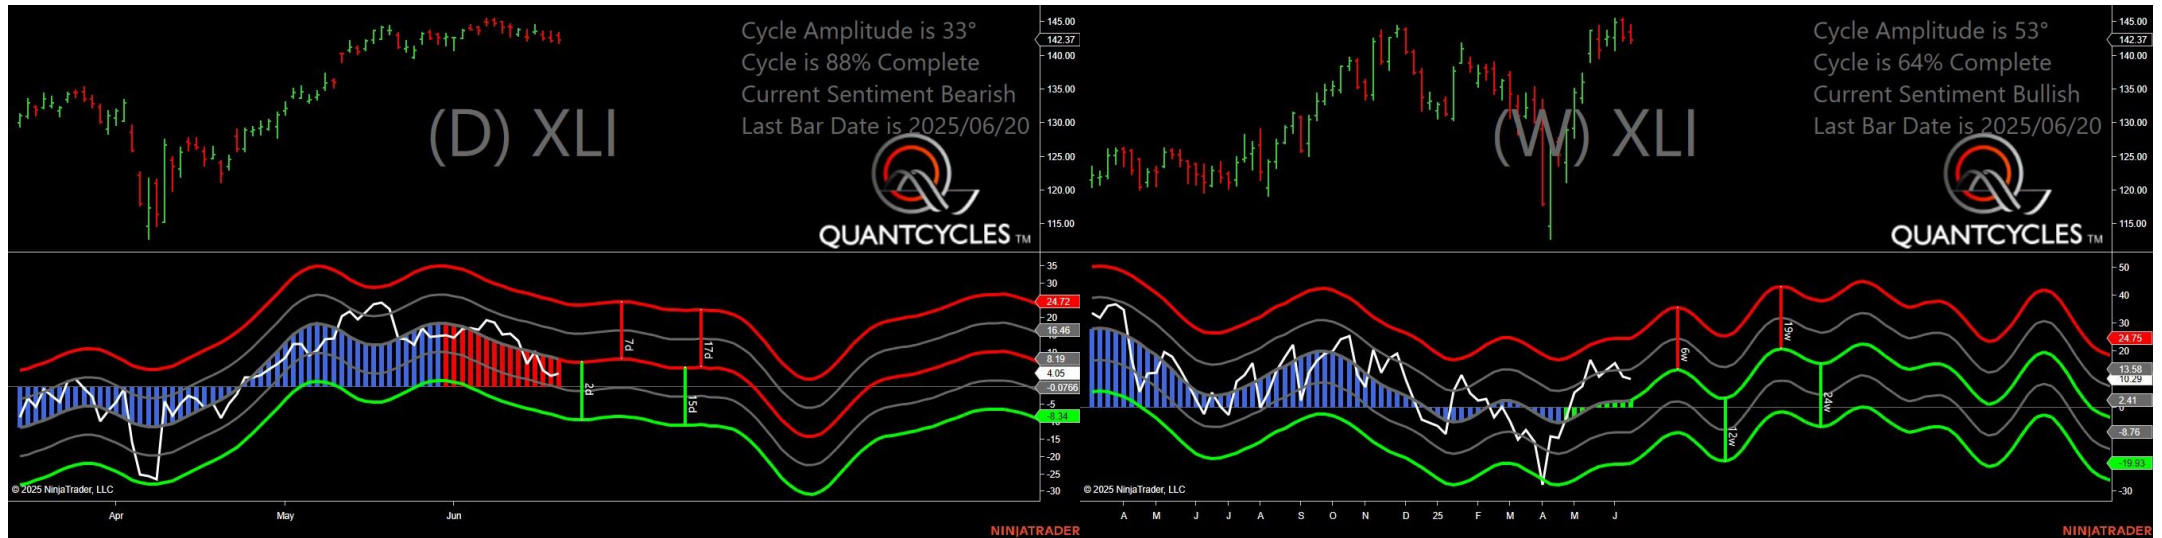 Cycle Amplitude is 33°
Cycle is 88% Complete
Current Sentiment Bearish
Last Bar Date is 2025/06/20
(D) XLI
QUANTCYCLES TM
145.00
142.37
140.00
135.00
130.00
125.00
120.00
115.00
35
30
24.72
20
16.46
8.19
4.05
-0.0766
-5
-8.34
-15
-20
-25
-30
2d
7d
15d
17d
© 2025 NinjaTrader, LLC
Apr May Jun
NINJATRADER
Cycle Amplitude is 53°
Cycle is 64% Complete
Current Sentiment Bullish
Last Bar Date is 2025/06/20
(W) XLI
QUANTCYCLES TM
145.00
142.37
140.00
135.00
130.00
125.00
120.00
115.00
50
40
30
24.75
20
13.58
10.29
2.41
-8.76
-19.93
-30
6w
12w
19w
24w
© 2025 NinjaTrader, LLC
A M J J A S O N D 25 F M A M J
NINJATRADER